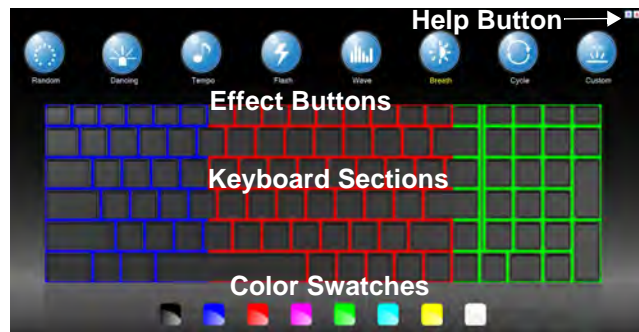 Help Button
Random Dancing Tempo Flash Wave Breath Cycle Custom
Effect Buttons
Keyboard Sections
Color Swatches